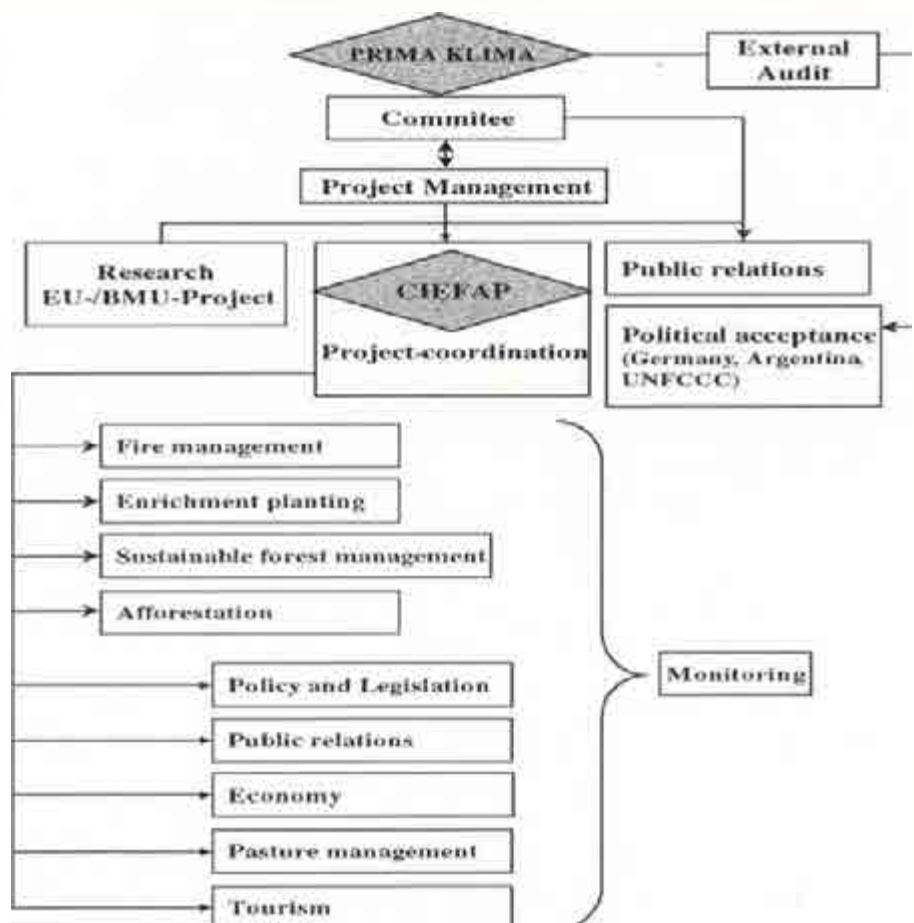 PRIMA KLIMA
External
Audit
Commitee
Project Management
Research
EU-/BMU-Project
CIEFAP
Project-coordination
Public relations
Political acceptance
(Germany, Argentina,
UNFCCC)
Fire management
Enrichment planting
Sustainable forest management
Afforestation
Policy and Legislation
Public relations
Economy
Pasture management
Tourism
Monitoring